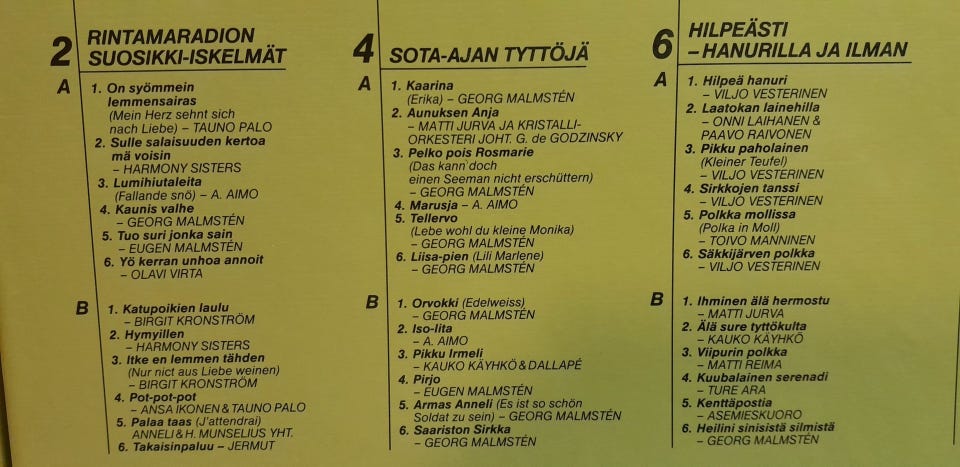 2
RINTAMARADION
SUOSIKKI-ISKELMÄT
A
1. On syömmein
lemmensairas
(Mein Herz sehnt sich
nach Liebe) – TAUNO PALO
2. Sulle salaisuuden kertoa
mä voisin
– HARMONY SISTERS
3. Lumihiutaleita
(Fallande snö) – A. AIMO
4. Kaunis valhe
– GEORG MALMSTÉN
5. Tuo suri jonka sain
– EUGEN MALMSTÉN
6. Yö kerran unhoa annoit
– OLAVI VIRTA
B
1. Katupoikien laulu
– BIRGIT KRONSTRÖM
2. Hymyillen
– HARMONY SISTERS
3. Itke en lemmen tähden
(Nur nict aus Liebe weinen)
– BIRGIT KRONSTRÖM
4. Pot-pot-pot
– ANSA IKONEN & TAUNO PALO
5. Palaa taas (J'attendrai)
ANNELI & H. MUNSELIUS YHT.
6. Takaisinpaluu – JERMUT
4
SOTA-AJAN TYTTÖJÄ
A
1. Kaarina
(Erika) – GEORG MALMSTÉN
2. Aunuksen Anja
– MATTI JURVA JA KRISTALLI-
ORKESTERI JOHT. G. de GODZINSKY
3. Pelko pois Rosmarie
(Das kann'doch
einen Seeman nicht erschüttern)
– GEORG MALMSTÉN
4. Marusja – A. AIMO
5. Tellervo
(Lebe wohl du kleine Monika)
– GEORG MALMSTÉN
6. Liisa-pien (Lili Marlene)
– GEORG MALMSTÉN
B
1. Orvokki (Edelweiss)
– GEORG MALMSTÉN
2. Iso-Iita
– A. AIMO
3. Pikku Irmeli
– KAUKO KÄYHKÖ & DALLAPÉ
4. Pirjo
– EUGEN MALMSTÉN
5. Armas Anneli (Es ist so schön
Soldat zu sein) – GEORG MALMSTÉN
6. Saariston Sirkka
– GEORG MALMSTÉN
6
HILPEÄSTI
– HANURILLA JA ILMAN
A
1. Hilpeä hanuri
– VILJO VESTERINEN
2. Laatokan lainehilla
– ONNI LAIHANEN &
PAAVO RAIVONEN
3. Pikku paholainen
(Kleiner Teufel)
– VILJO VESTERINEN
4. Sirkkojen tanssi
– VILJO VESTERINEN
5. Polkka mollissa
(Polka in Moll)
– TOIVO MANNINEN
6. Säkkijärven polkka
– VILJO VESTERINEN
B
1. Ihminen älä hermostu
– MATTI JURVA
2. Älä sure tyttökulta
– KAUKO KÄYHKÖ
3. Viipurin polkka
– MATTI REIMA
4. Kuubalainen serenadi
– TURE ARA
5. Kenttäpostia
– ASEMIESKUORO
6. Heilini sinisistä silmistä
– GEORG MALMSTÉN